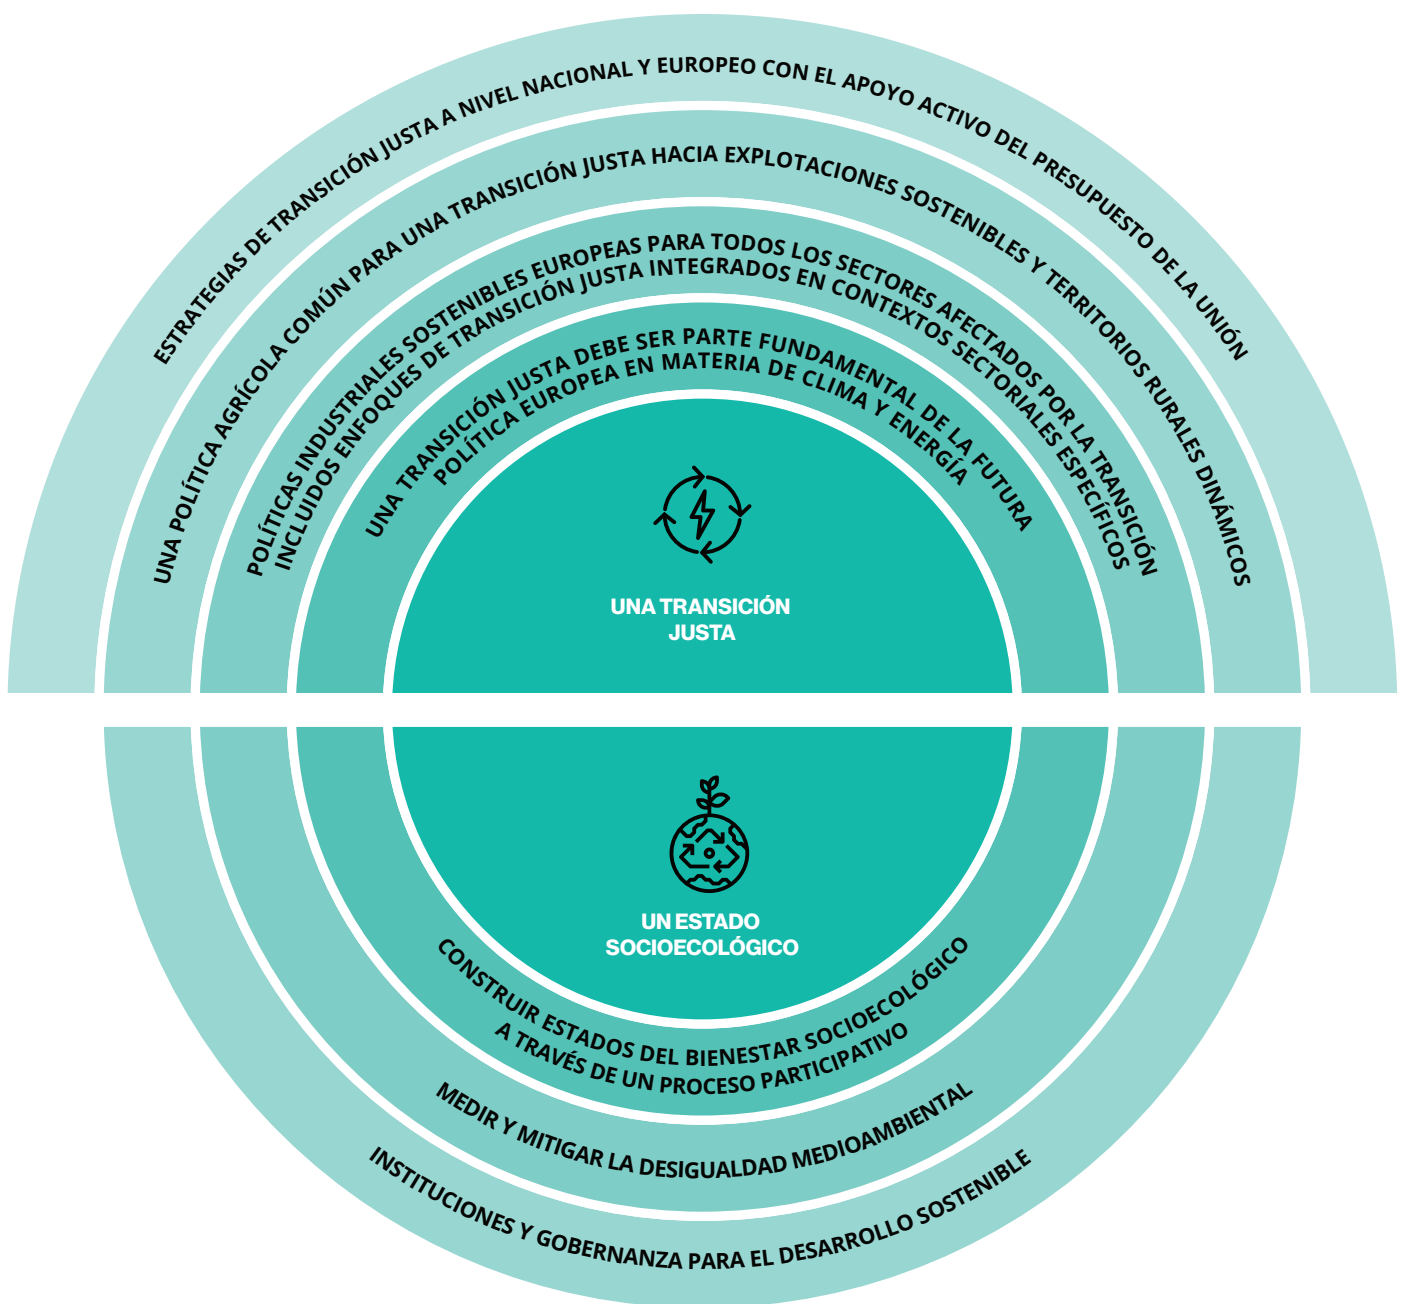 ESTRATEGIAS DE TRANSICIÓN JUSTA A NIVEL NACIONAL Y EUROPEO CON EL APOYO ACTIVO DEL PRESUPUESTO DE LA UNIÓN
UNA POLÍTICA AGRÍCOLA COMÚN PARA UNA TRANSICIÓN JUSTA HACIA EXPLOTACIONES SOSTENIBLES Y TERRITORIOS RURALES DINÁMICOS
POLÍTICAS INDUSTRIALES SOSTENIBLES EUROPEAS PARA TODOS LOS SECTORES AFECTADOS POR LA TRANSICIÓN
INCLUIDOS ENFOQUES DE TRANSICIÓN JUSTA INTEGRADOS EN CONTEXTOS SECTORIALES ESPECÍFICOS
UNA TRANSICIÓN JUSTA DEBE SER PARTE FUNDAMENTAL DE LA FUTURA
POLÍTICA EUROPEA EN MATERIA DE CLIMA Y ENERGÍA
UNA TRANSICIÓN
JUSTA
UN ESTADO
SOCIOECOLÓGICO
CONSTRUIR ESTADOS DEL BIENESTAR SOCIOECOLÓGICO
A TRAVÉS DE UN PROCESO PARTICIPATIVO
MEDIR Y MITIGAR LA DESIGUALDAD MEDIOAMBIENTAL
INSTITUCIONES Y GOBERNANZA PARA EL DESARROLLO SOSTENIBLE